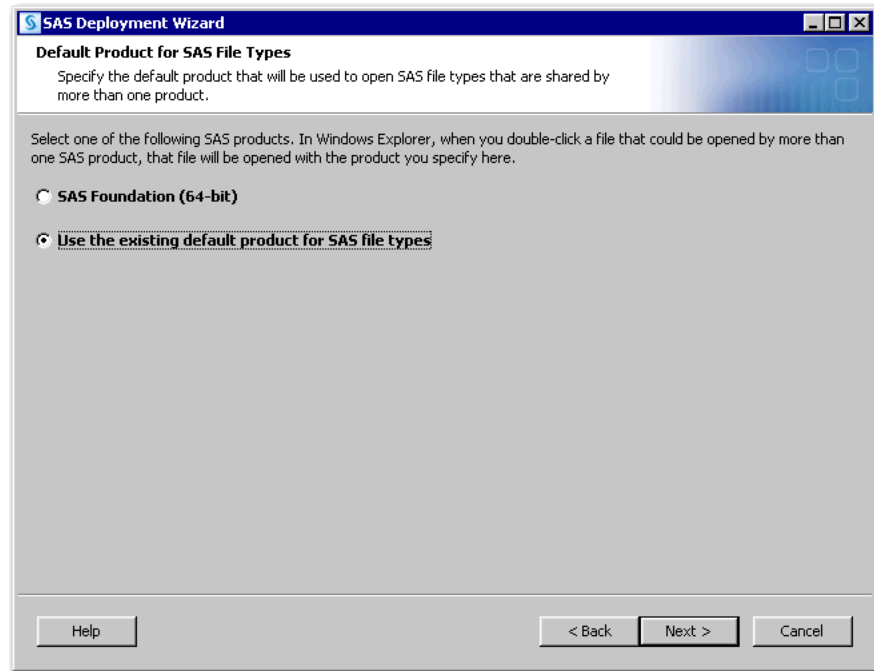 SAS Deployment Wizard
Default Product for SAS File Types
Specify the default product that will be used to open SAS file types that are shared by
more than one product.
Select one of the following SAS products. In Windows Explorer, when you double-click a file that could be opened by more than
one SAS product, that file will be opened with the product you specify here.
SAS Foundation (64-bit)
Use the existing default product for SAS file types
Help
< Back
Next >
Cancel